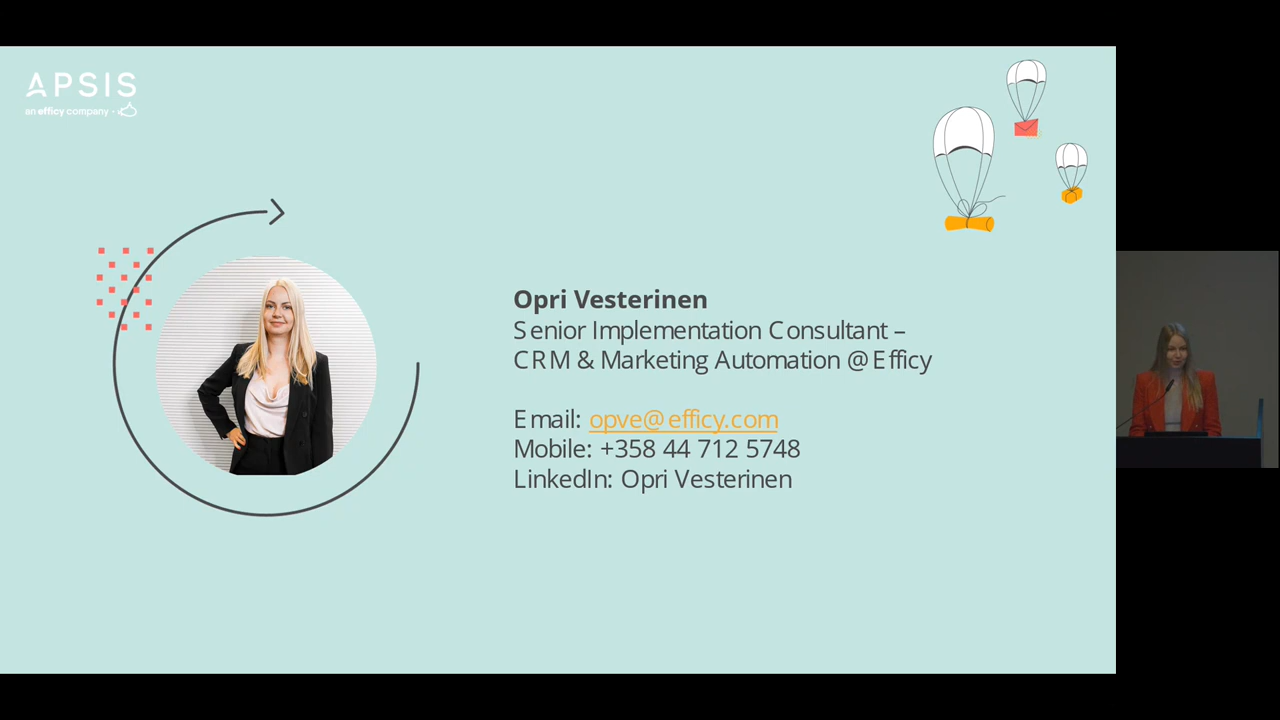 APSIS
an efficy company
Opri Vesterinen
Senior Implementation Consultant –
CRM & Marketing Automation @Efficy
Email: opve@efficy.com
Mobile: +358 44 712 5748
LinkedIn: Opri Vesterinen